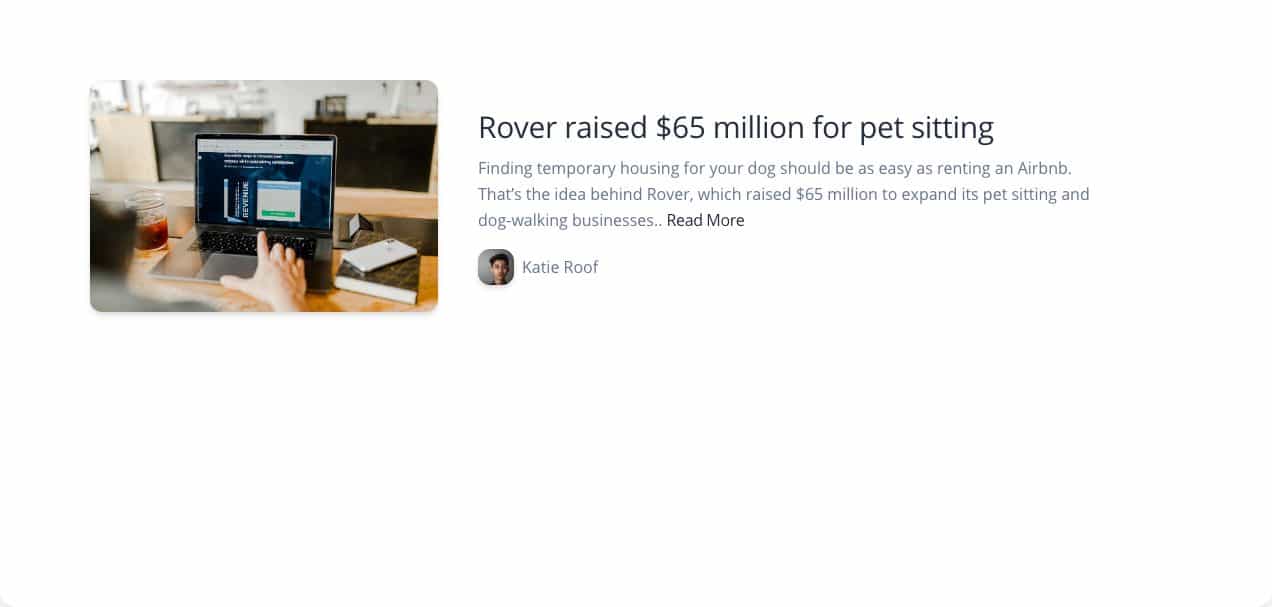 Rover raised $65 million for pet sitting
Finding temporary housing for your dog should be as easy as renting an Airbnb.
That’s the idea behind Rover, which raised $65 million to expand its pet sitting and
dog-walking businesses.. Read More
Katie Roof
REVENUE